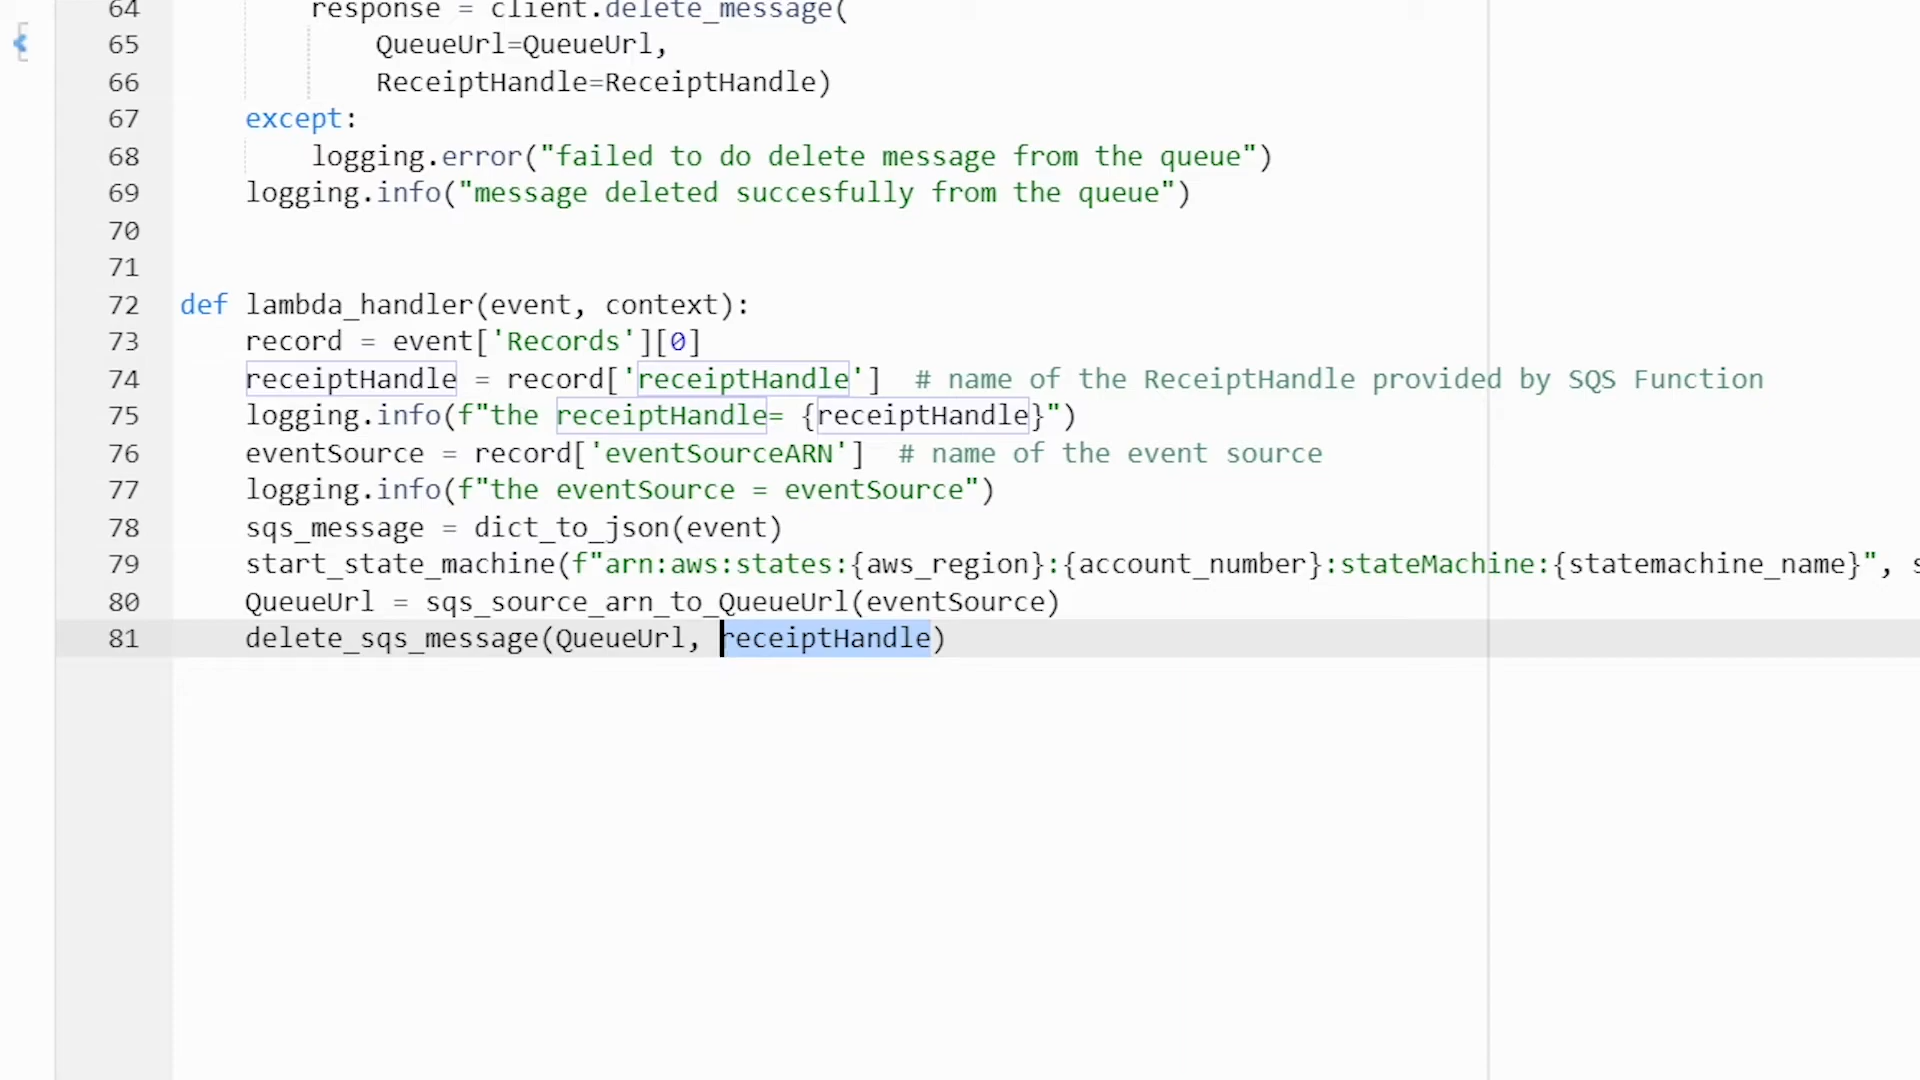 64 response = client.delete_message(
65 QueueUrl=QueueUrl,
66 ReceiptHandle=ReceiptHandle)
67 except:
68 logging.error("failed to do delete message from the queue")
69 logging.info("message deleted succesfully from the queue")
70
71
72 def lambda_handler(event, context):
73 record = event['Records'][0]
74 receiptHandle = record['receiptHandle']  # name of the ReceiptHandle provided by SQS Function
75 logging.info(f"the receiptHandle= {receiptHandle}")
76 eventSource = record['eventSourceARN']  # name of the event source
77 logging.info(f"the eventSource = eventSource")
78 sqs_message = dict_to_json(event)
79 start_state_machine(f"arn:aws:states:{aws_region}:{account_number}:stateMachine:{statemachine_name}",
80 QueueUrl = sqs_source_arn_to_QueueUrl(eventSource)
81 delete_sqs_message(QueueUrl, receiptHandle)